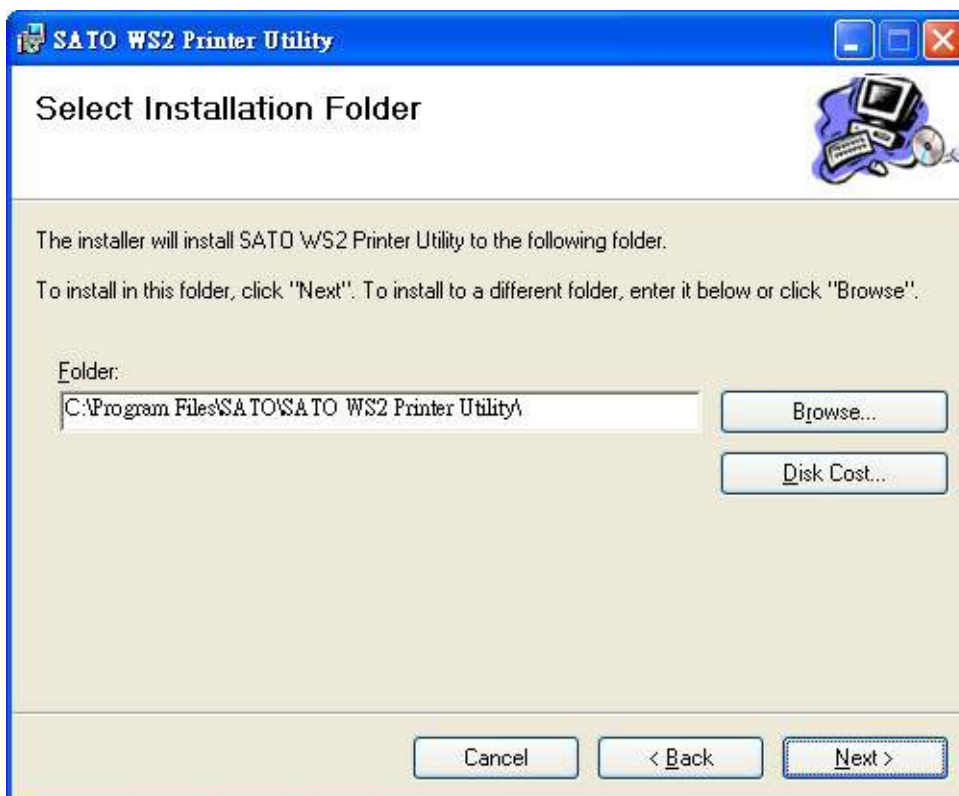 SATO WS2 Printer Utility
Select Installation Folder
The installer will install SATO WS2 Printer Utility to the following folder.
To install in this folder, click "Next". To install to a different folder, enter it below or click "Browse".
Folder:
C:\Program Files\SATO\SATO WS2 Printer Utility\
Browse...
Disk Cost...
Cancel
< Back
Next >